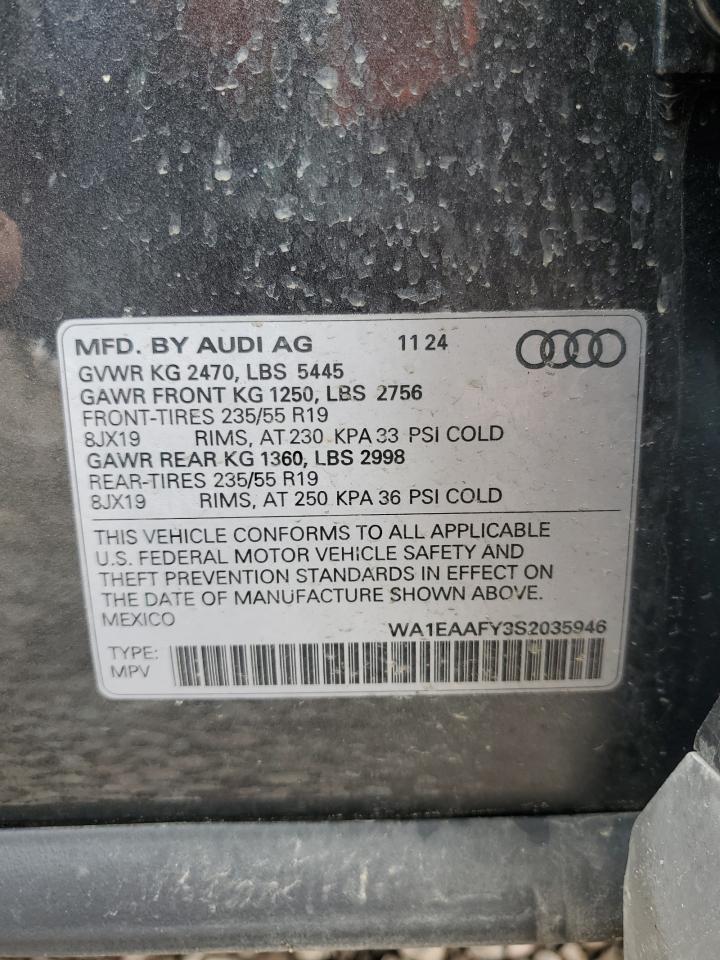 MFD. BY AUDI AG 11 24
GVWR KG 2470, LBS 5445
GAWR FRONT KG 1250, LBS 2756
FRONT-TIRES 235/55 R19
8JX19 RIMS, AT 230 KPA 33 PSI COLD
GAWR REAR KG 1360, LBS 2998
REAR-TIRES 235/55 R19
8JX19 RIMS, AT 250 KPA 36 PSI COLD
THIS VEHICLE CONFORMS TO ALL APPLICABLE
U.S. FEDERAL MOTOR VEHICLE SAFETY AND
THEFT PREVENTION STANDARDS IN EFFECT ON
THE DATE OF MANUFACTURE SHOWN ABOVE.
MEXICO
WA1EAAFY3S2035946
TYPE:
MPV